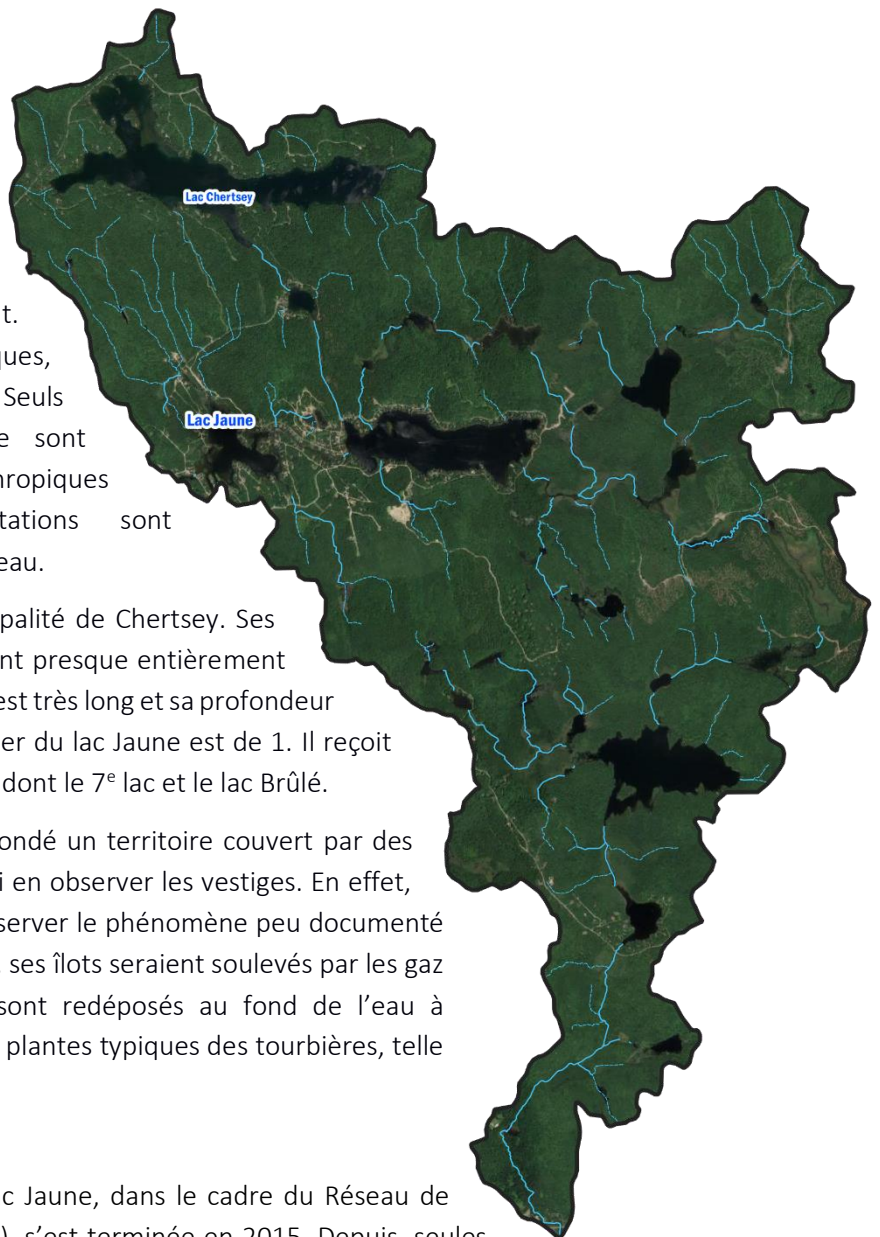 Lac Chertsey
t.
ques,
Seuls
Lac Jaune
e sont
hropiques
tations sont
eau.
palité de Chertsey. Ses
nt presque entièrement
est très long et sa profondeur
er du lac Jaune est de 1. Il reçoit
dont le 7e lac et le lac Brûlé.
ondé un territoire couvert par des
i en observer les vestiges. En effet,
server le phénomène peu documenté
ses îlots seraient soulevés par les gaz
sont redéposés au fond de l'eau à
plantes typiques des tourbières, telle
c Jaune, dans le cadre du Réseau de
), s'est terminée en 2015. Depuis, seules